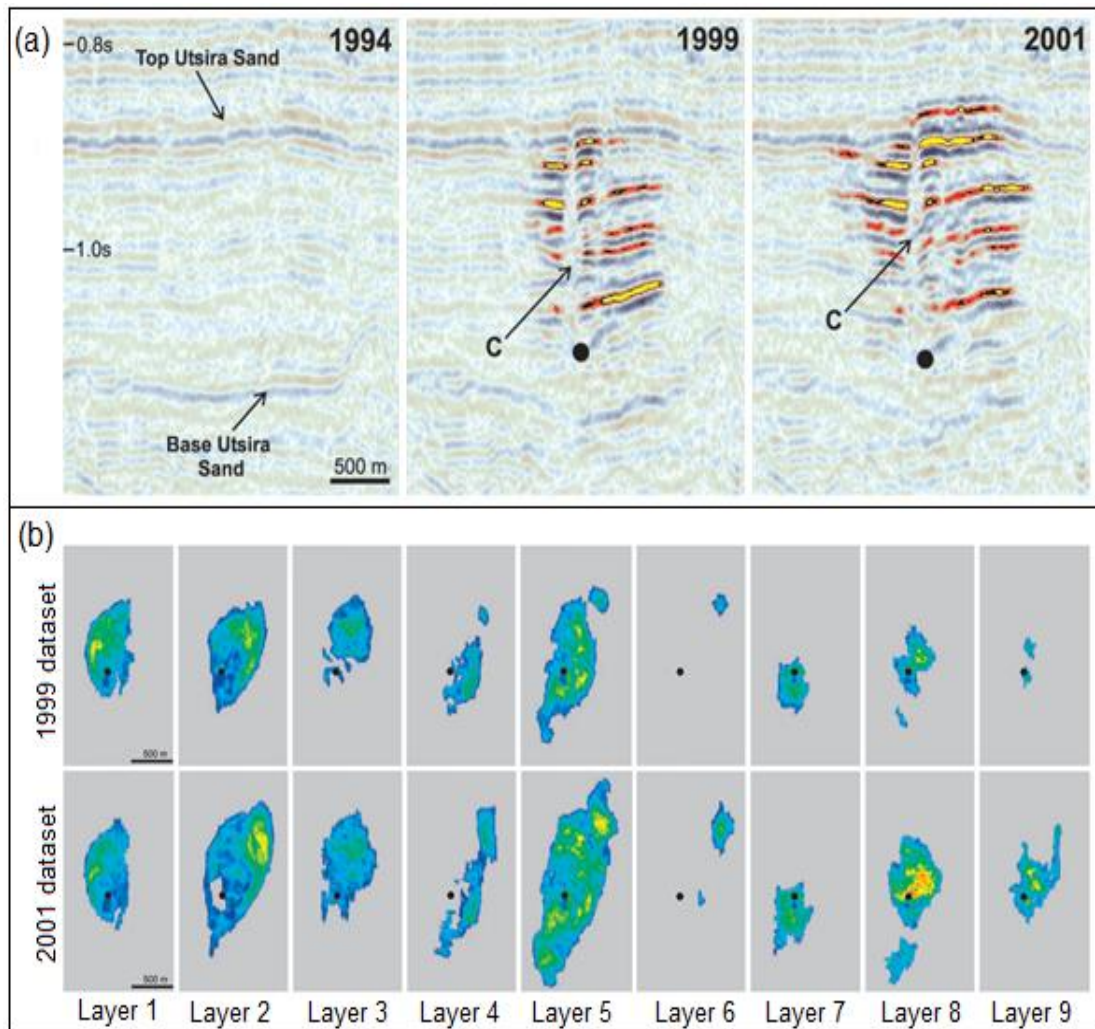 (a)
1994
1999
2001
0.8s
Top Utsira Sand
1.0s
C
C
Base Utsira
Sand
500 m
(b)
1999 dataset
500 m
2001 dataset
500 m
Layer 1
Layer 2
Layer 3
Layer 4
Layer 5
Layer 6
Layer 7
Layer 8
Layer 9